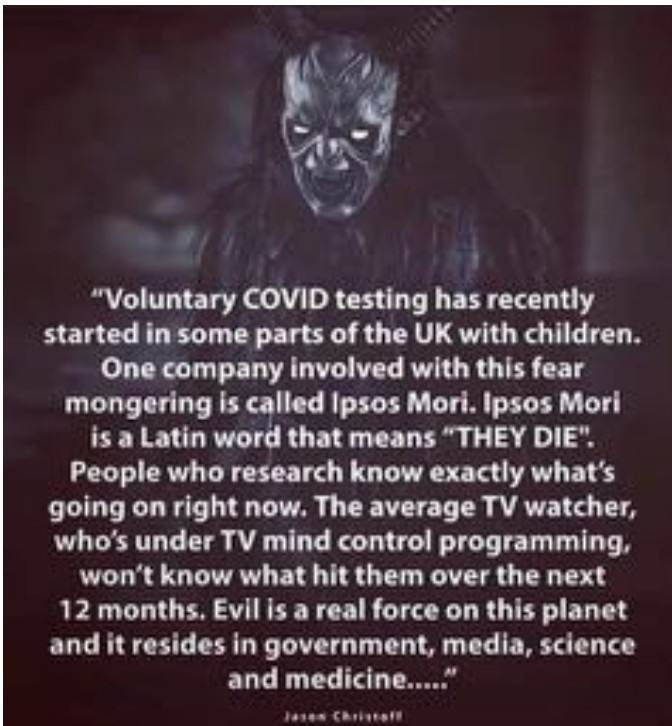 “Voluntary COVID testing has recently
started in some parts of the UK with children.
One company involved with this fear
mongering is called Ipsos Mori. Ipsos Mori
is a Latin word that means “THEY DIE".
People who research know exactly what’s
going on right now. The average TV watcher,
who’s under TV mind control programming,
won’t know what hit them over the next
12 months. Evil is a real force on this planet
and it resides in government, media, science
and medicine.....”
Jason Christoff